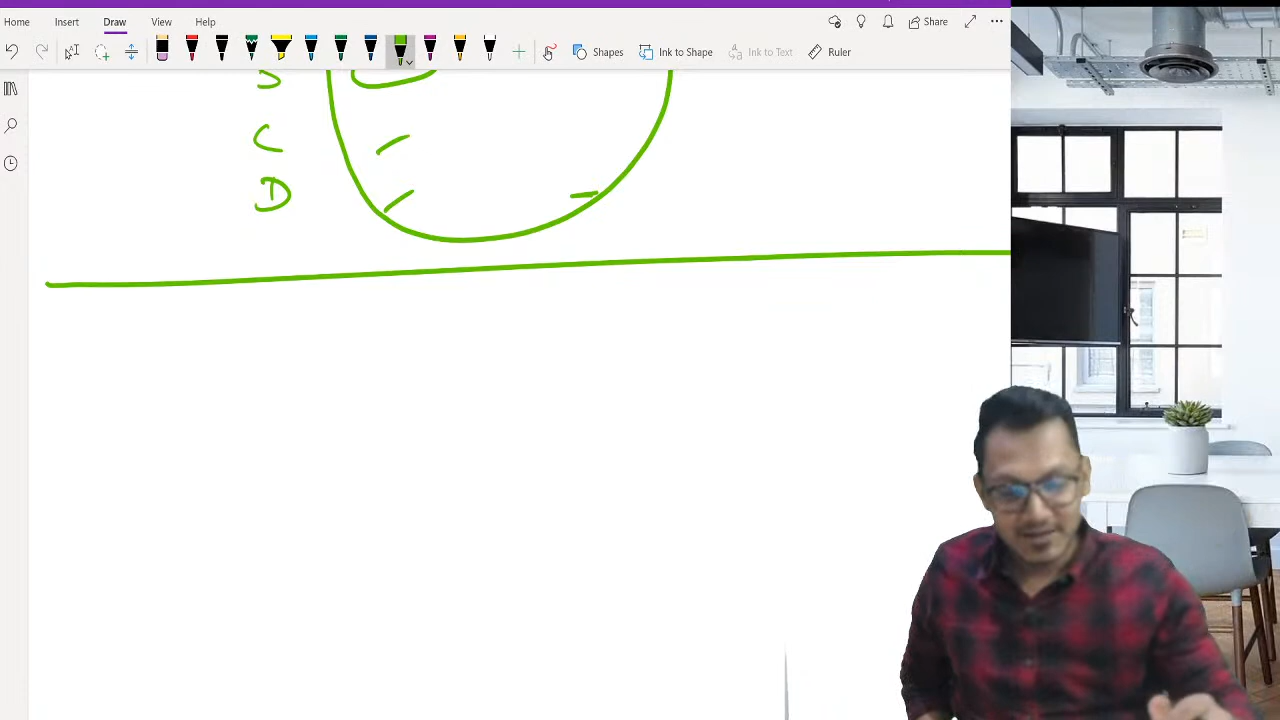 Home Insert Draw View Help Share
Shapes Ink to Shape Ink to Text Ruler
C
D